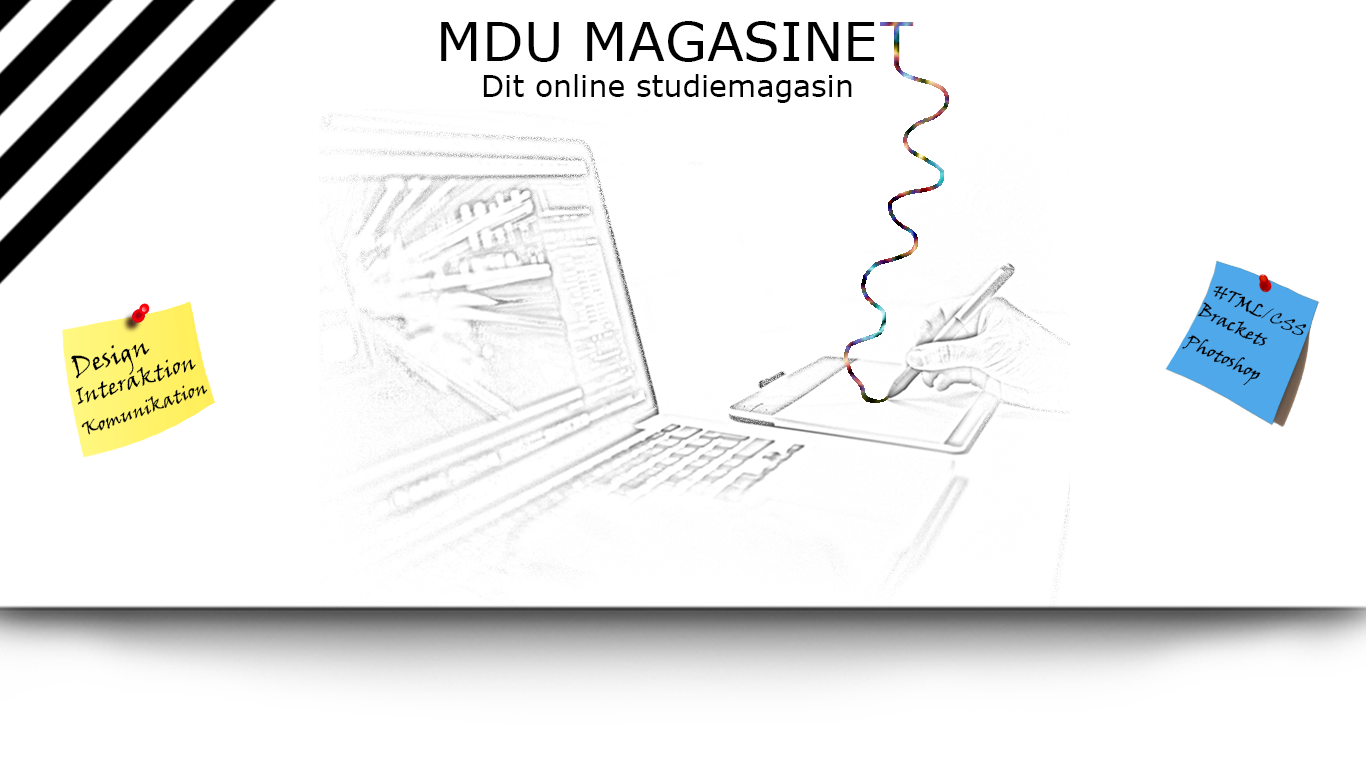 MDU MAGASINET
Dit online studiemagasin
Design
Interaktion
Komunikation
HTML/CSS
Brackets
Photoshop